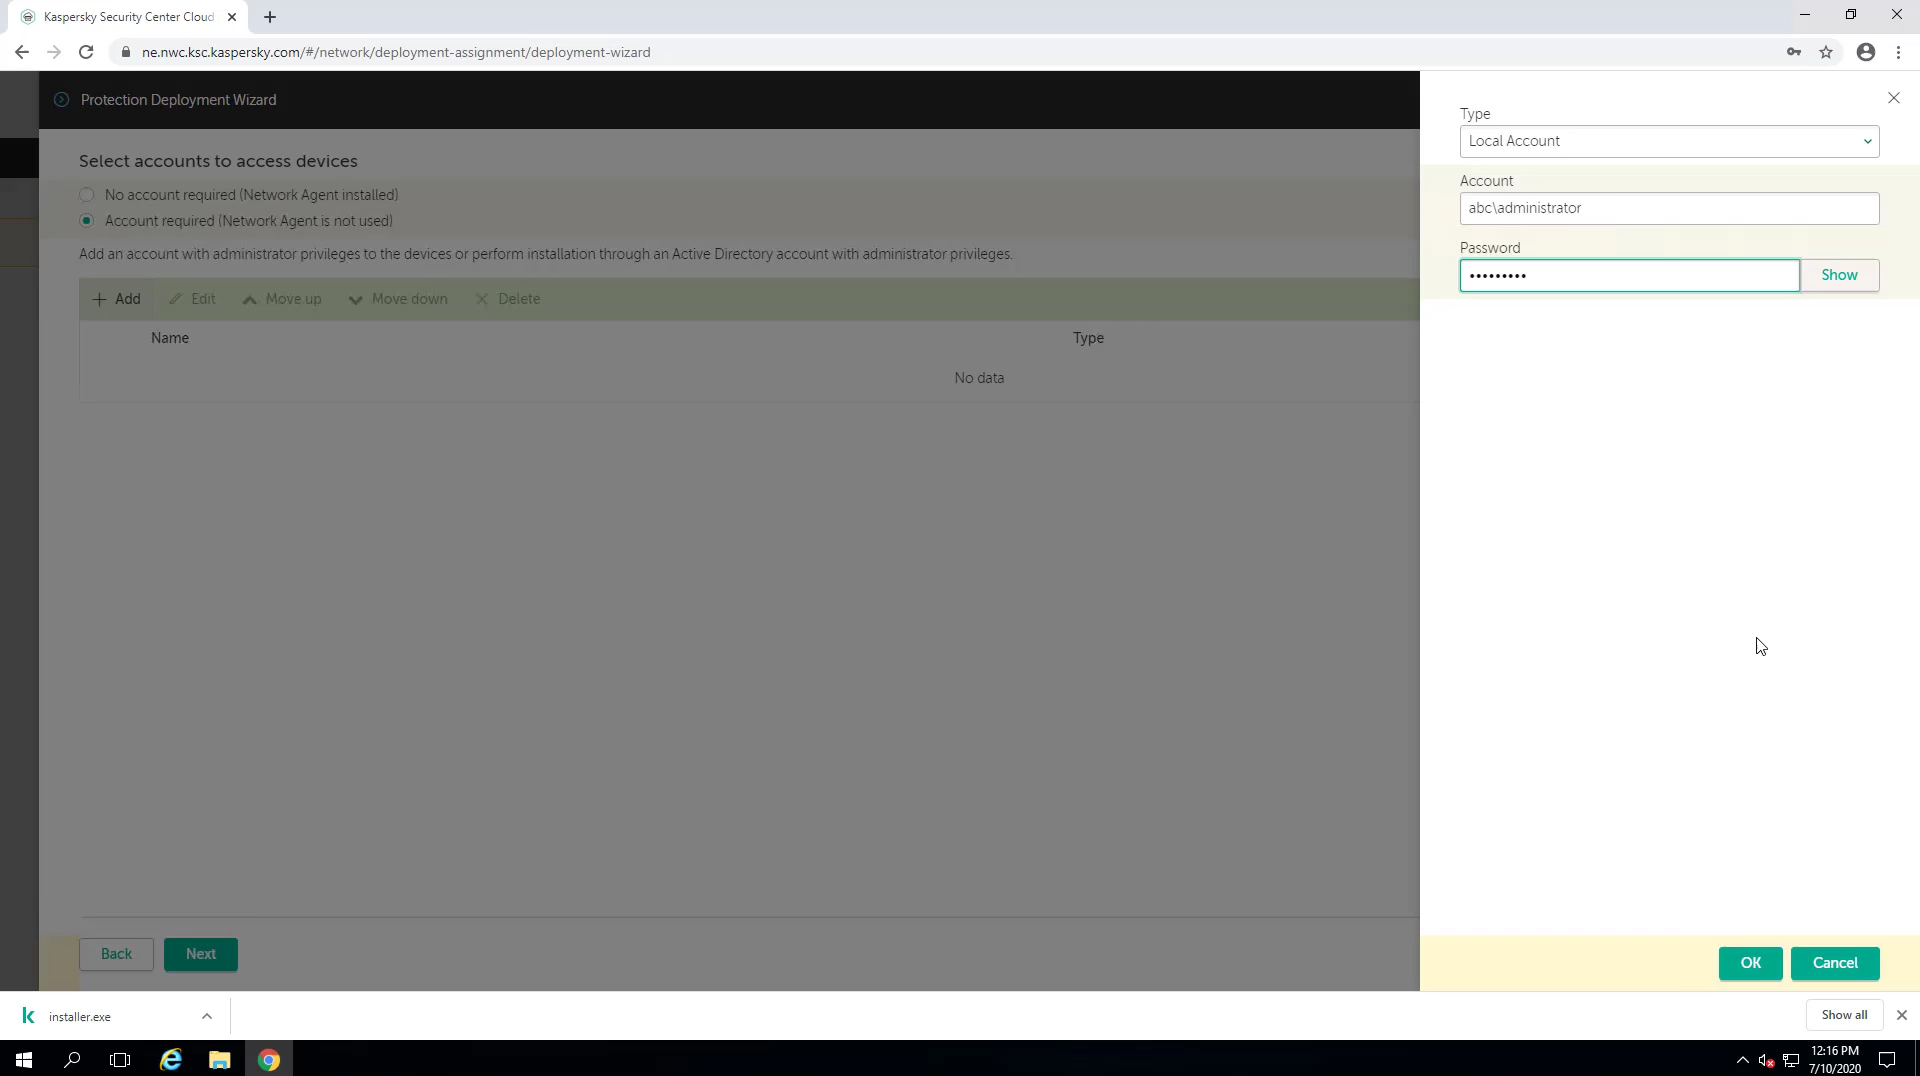 Kaspersky Security Center Cloud
ne.nwc.ksc.kaspersky.com/#/network/deployment-assignment/deployment-wizard
Protection Deployment Wizard
Select accounts to access devices
No account required (Network Agent installed)
Account required (Network Agent is not used)
Add an account with administrator privileges to the devices or perform installation through an Active Directory account with administrator privileges.
Add Edit Move up Move down Delete
Name Type
No data
Back Next
Type
Local Account
Account
abc\administrator
Password
••••••••• Show
OK Cancel
installer.exe Show all
12:16 PM
7/10/2020